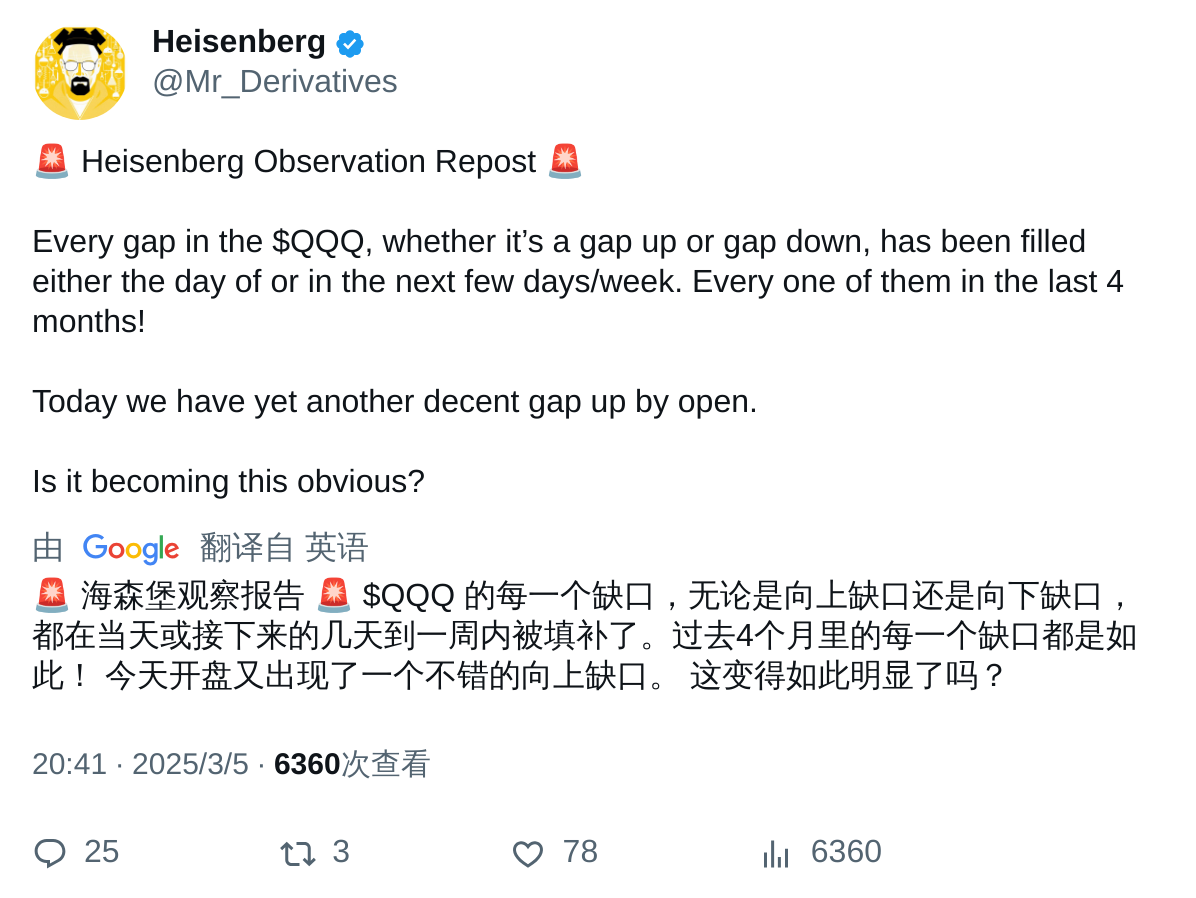 Heisenberg
@Mr_Derivatives
🚨 Heisenberg Observation Repost 🚨
Every gap in the $QQQ, whether it’s a gap up or gap down, has been filled
either the day of or in the next few days/week. Every one of them in the last 4
months!
Today we have yet another decent gap up by open.
Is it becoming this obvious?
由 Google 翻译自 英语
🚨 海森堡观察报告 🚨 $QQQ 的每一个缺口，无论是向上缺口还是向下缺口，
都在当天或接下来的几天到一周内被填补了。过去4个月里的每一个缺口都是如
此！ 今天开盘又出现了一个不错的向上缺口。 这变得如此明显了吗？
20:41 · 2025/3/5 · 6360次查看
25 3 78 6360